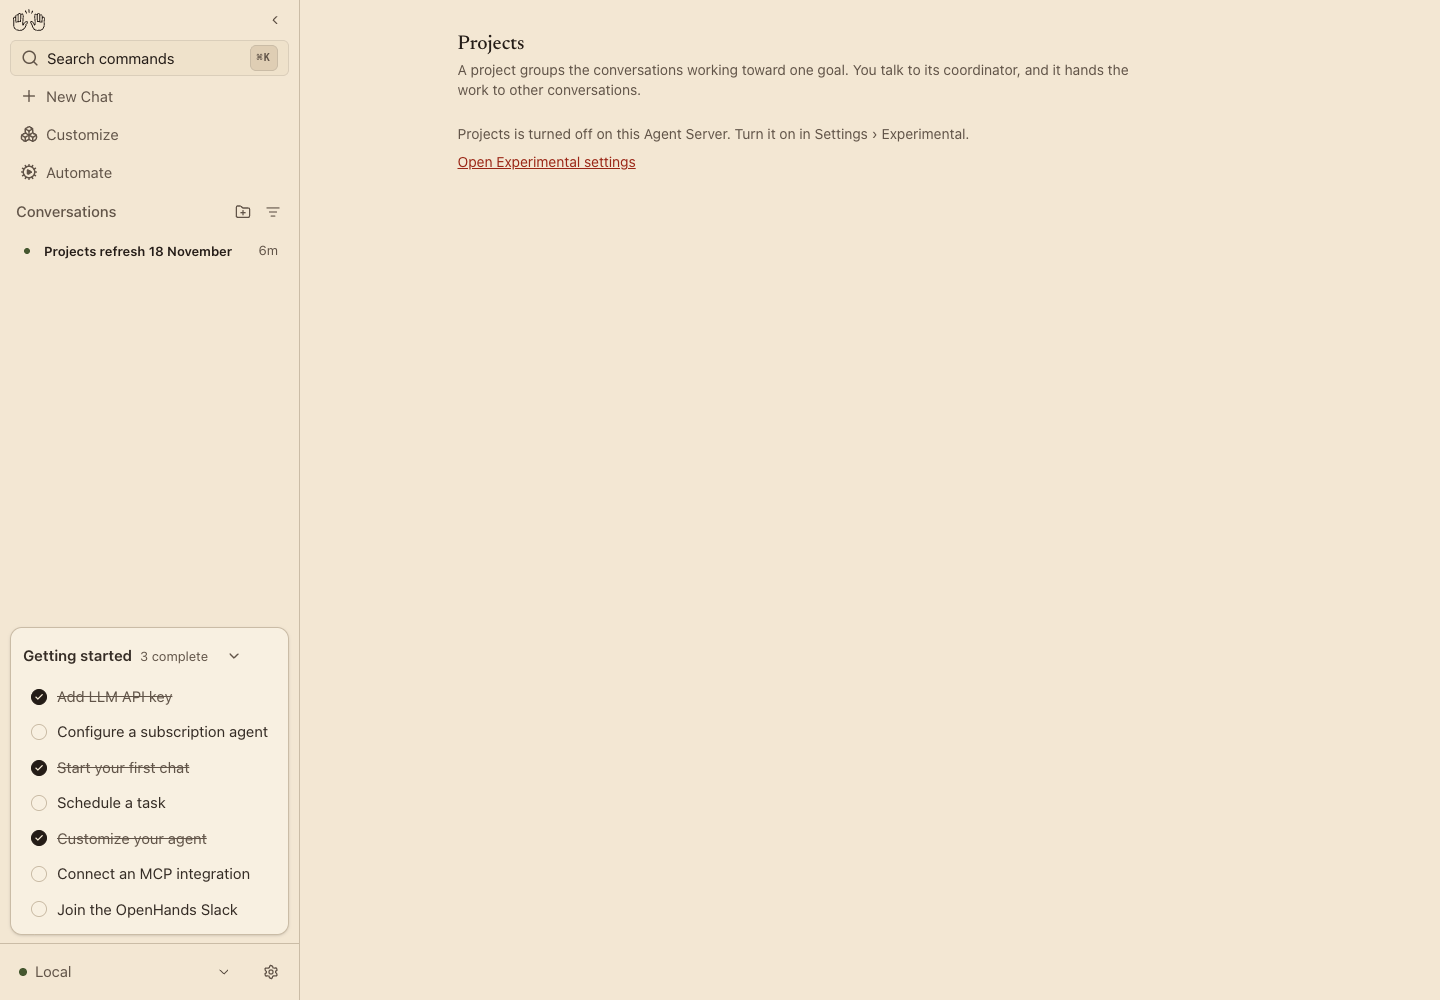 Search commands
⌘K
New Chat
Customize
Automate
Conversations
Projects refresh 18 November
6m
Getting started
3 complete
Add LLM API key
Configure a subscription agent
Start your first chat
Schedule a task
Customize your agent
Connect an MCP integration
Join the OpenHands Slack
Local
Projects
A project groups the conversations working toward one goal. You talk to its coordinator, and it hands the
work to other conversations.
Projects is turned off on this Agent Server. Turn it on in Settings › Experimental.
Open Experimental settings